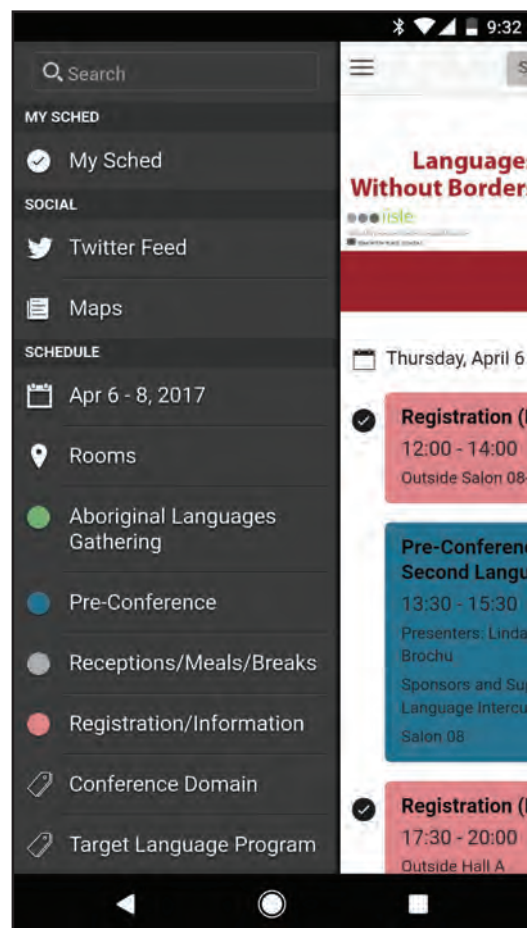 9:32
Search
MY SCHED
My Sched
SOCIAL
Twitter Feed
Maps
SCHEDULE
Apr 6 - 8, 2017
Rooms
Aboriginal Languages
Gathering
Pre-Conference
Receptions/Meals/Breaks
Registration/Information
Conference Domain
Target Language Program
S
Languages
Without Borders
iisle
Thursday, April 6
Registration (
12:00 - 14:00
Outside Salon 08-
Pre-Conferenc
Second Langu
13:30 - 15:30
Presenters: Linda
Brochu
Sponsors and Sup
Language Intercu
Salon 08
Registration (
17:30 - 20:00
Outside Hall A